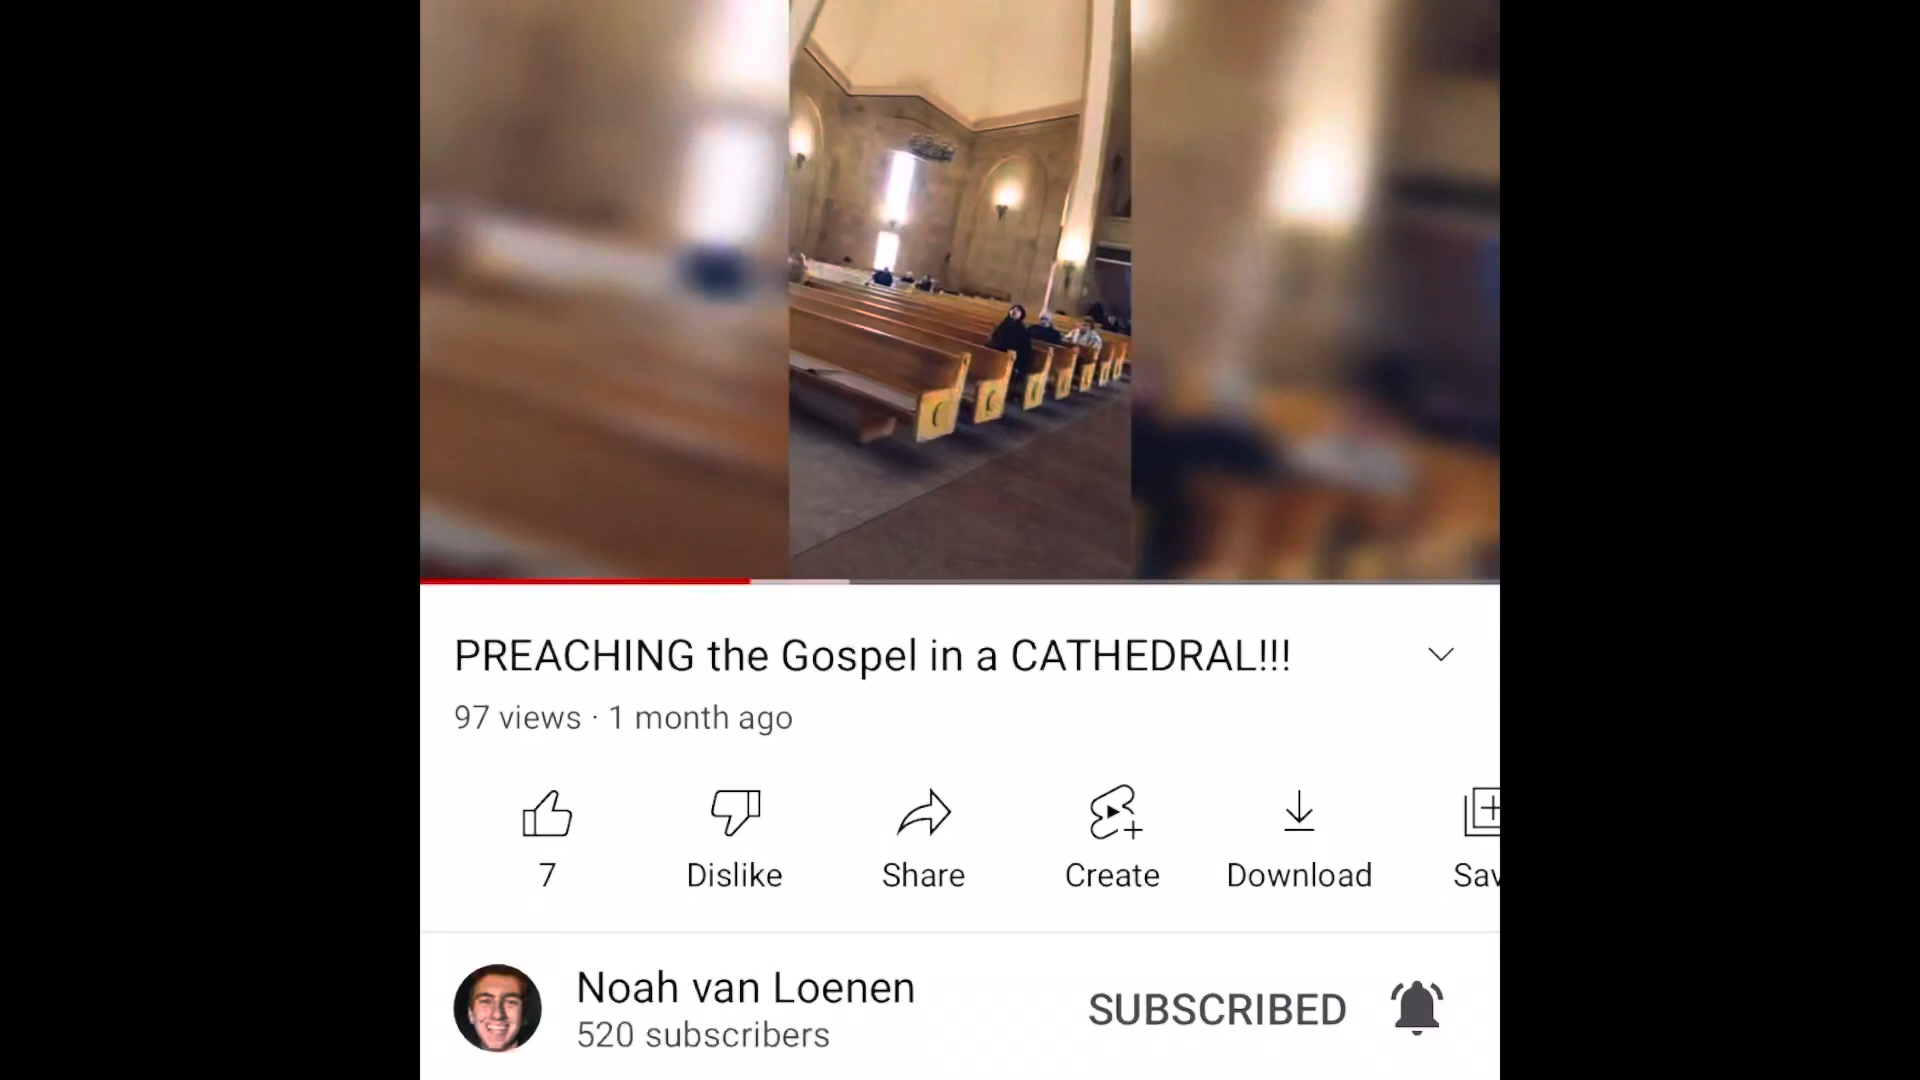 PREACHING the Gospel in a CATHEDRAL!!!
97 views · 1 month ago
7 Dislike Share Create Download Sav
Noah van Loenen SUBSCRIBED
520 subscribers